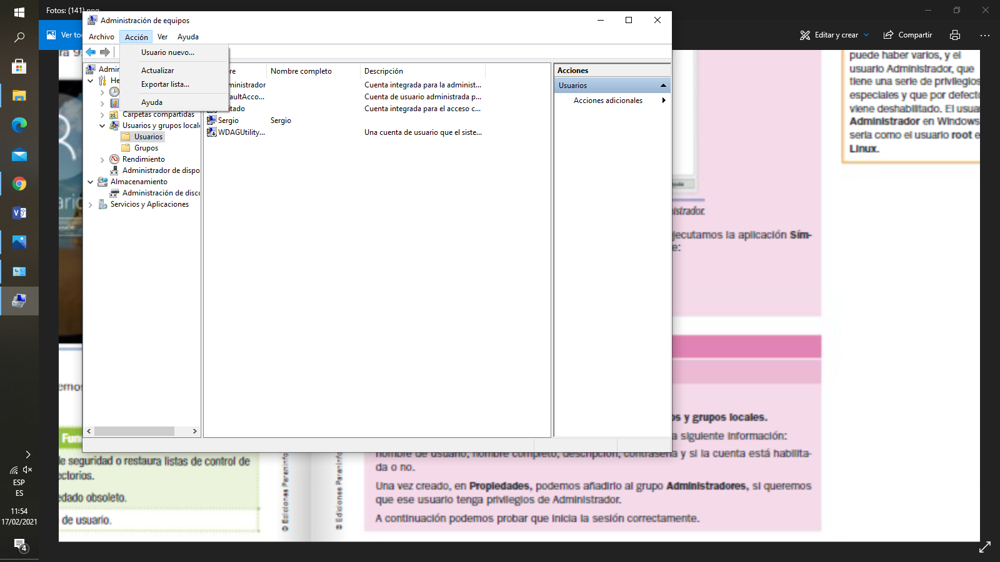 Fotos: (141).png
Ver to
Editar y crear
Compartir
Administración de equipos
Archivo Acción Ver Ayuda
Usuario nuevo...
Actualizar
Exportar lista...
Ayuda
Admin
He
Carpetas compartidas
Usuarios y grupos local
Usuarios
Grupos
Rendimiento
Administrador de dispo
Almacenamiento
Administración de disco
Servicios y Aplicaciones
re Nombre completo Descripción
ministrador Cuenta integrada para la administ...
aultAcco... Cuenta de usuario administrada p...
itado Cuenta integrada para el acceso c...
Sergio Sergio
WDAGUtility... Una cuenta de usuario que el siste...
Acciones
Usuarios
Acciones adicionales
puede haber varios, y el
usuario Administrador, que
tiene una serie de privilegios
especiales y que por defecto
viene deshabilitado. El usua
Administrador en Windows
sería como el usuario root e
Linux.
istrador.
jecutamos la aplicación Sím-
e:
os y grupos locales.
a siguiente información:
nombre de usuario, nombre completo, descripción, contraseña y si la cuenta está habilita-
da o no.
Una vez creado, en Propiedades, podemos añadirlo al grupo Administradores, si queremos
que ese usuario tenga privilegios de Administrador.
A continuación podemos probar que inicia la sesión correctamente.
ario
emos
Fun
de seguridad o restaura listas de control de
ectorios.
edado obsoleto.
de usuario.
© Ediciones Paraninfo
© Ediciones Paraninfo
ESP
ES
11:54
17/02/2021
4